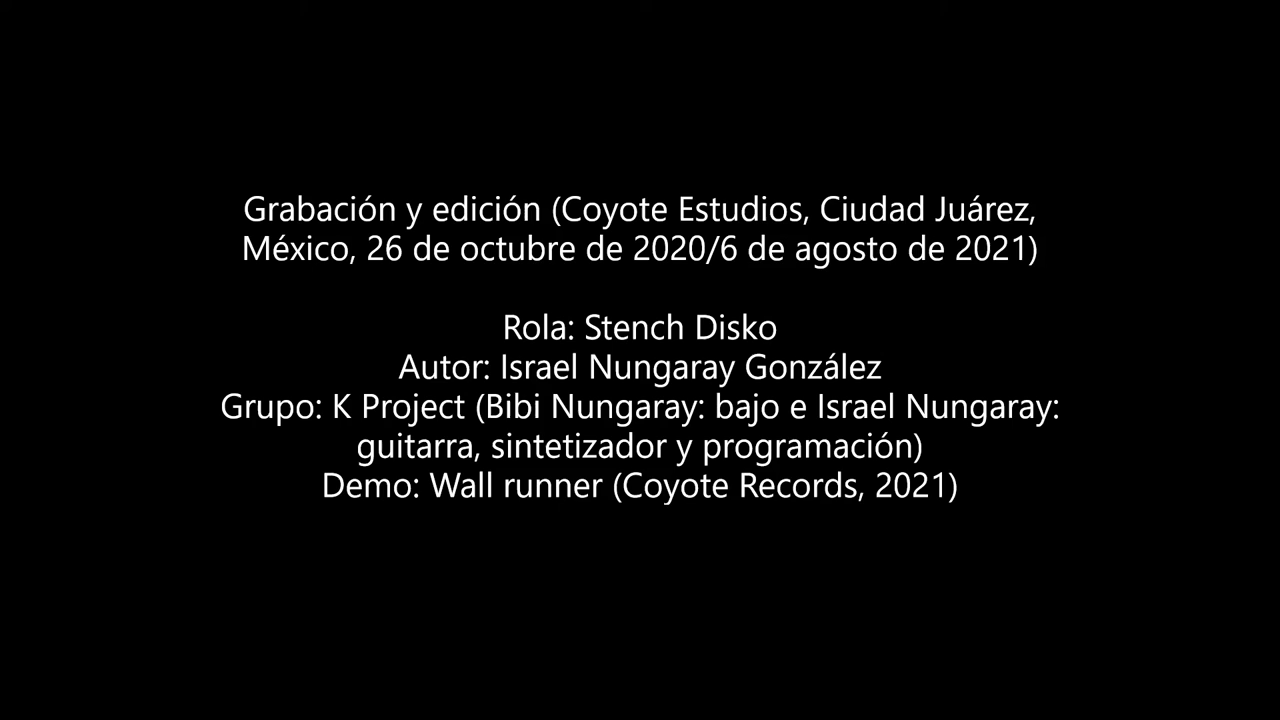 Grabación y edición (Coyote Estudios, Ciudad Juárez,
México, 26 de octubre de 2020/6 de agosto de 2021)
Rola: Stench Disko
Autor: Israel Nungaray González
Grupo: K Project (Bibi Nungaray: bajo e Israel Nungaray:
guitarra, sintetizador y programación)
Demo: Wall runner (Coyote Records, 2021)